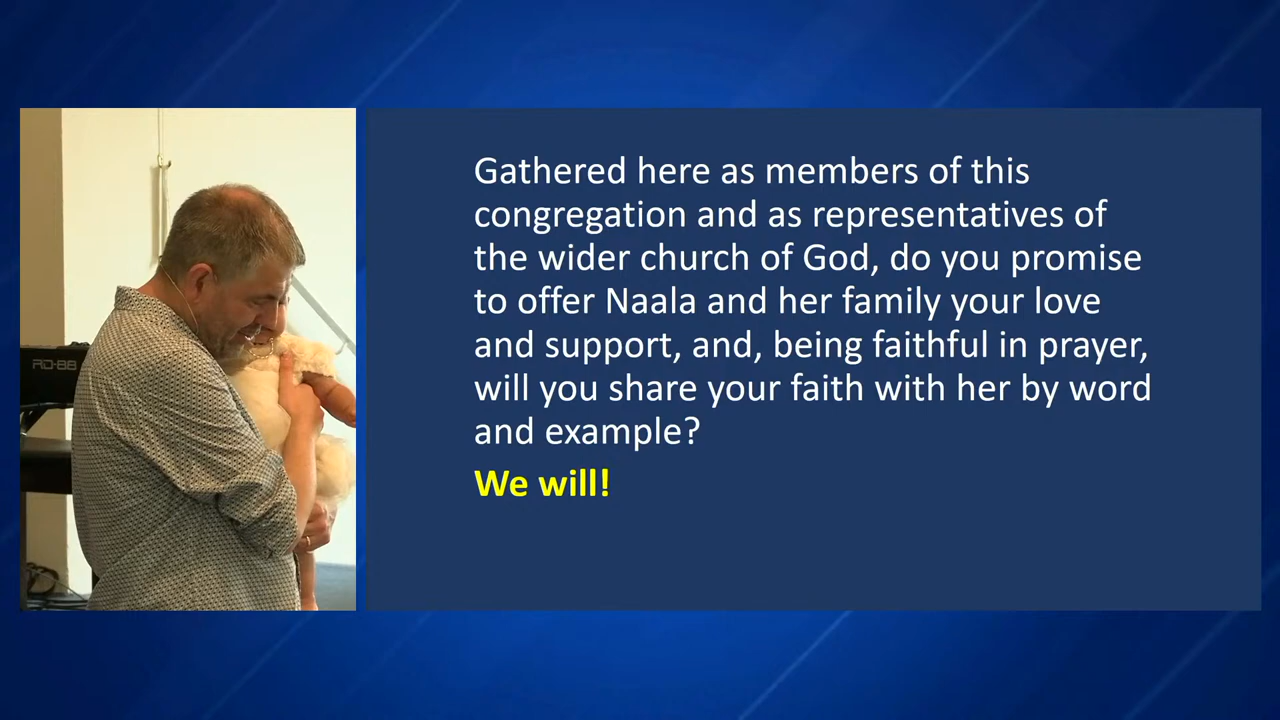 RD-88
Gathered here as members of this
congregation and as representatives of
the wider church of God, do you promise
to offer Naala and her family your love
and support, and, being faithful in prayer,
will you share your faith with her by word
and example?
We will!